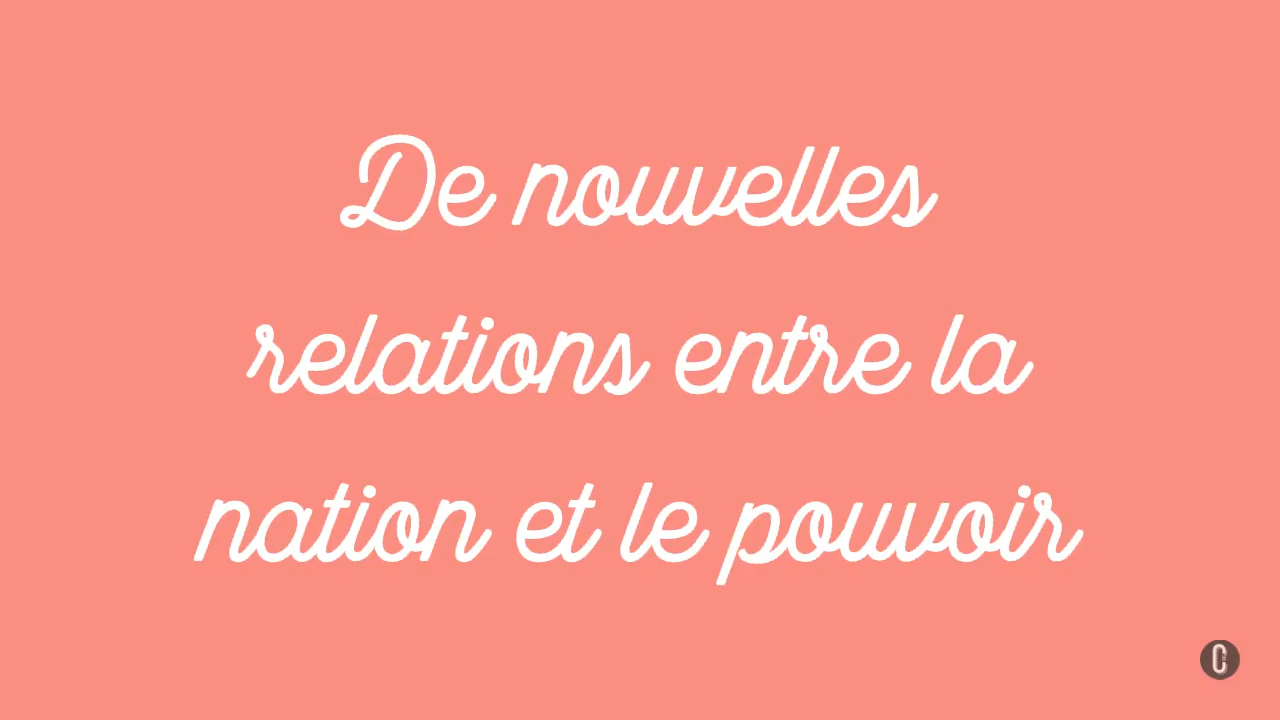 De nouvelles
relations entre la
nation et le pouvoir
C